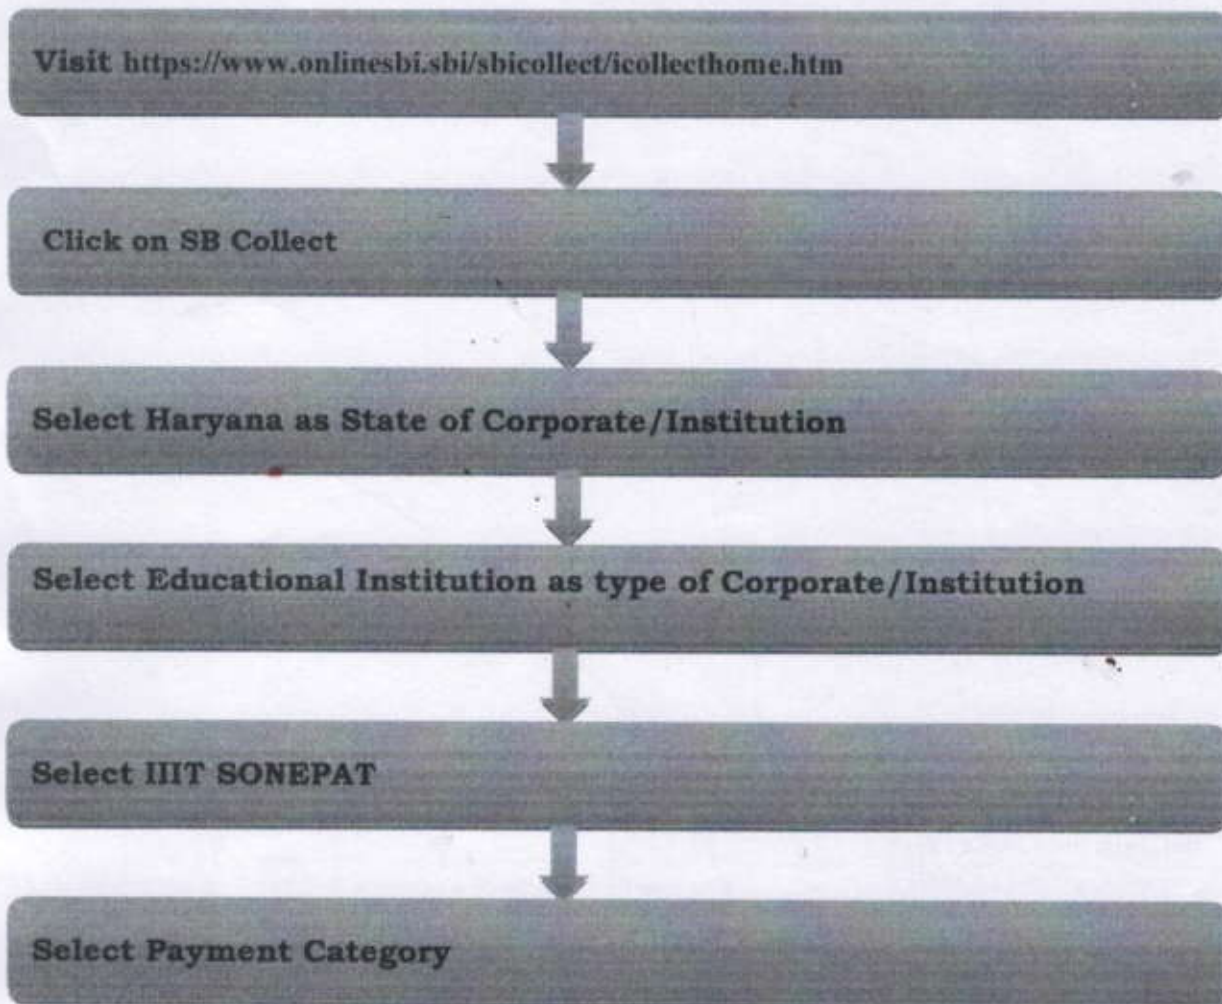 Visit https://www.onlinesbi.sbi/sbicollect/icollecthome.htm
Click on SB Collect
Select Haryana as State of Corporate/Institution
Select Educational Institution as type of Corporate/Institution
Select IIIT SONEPAT
Select Payment Category